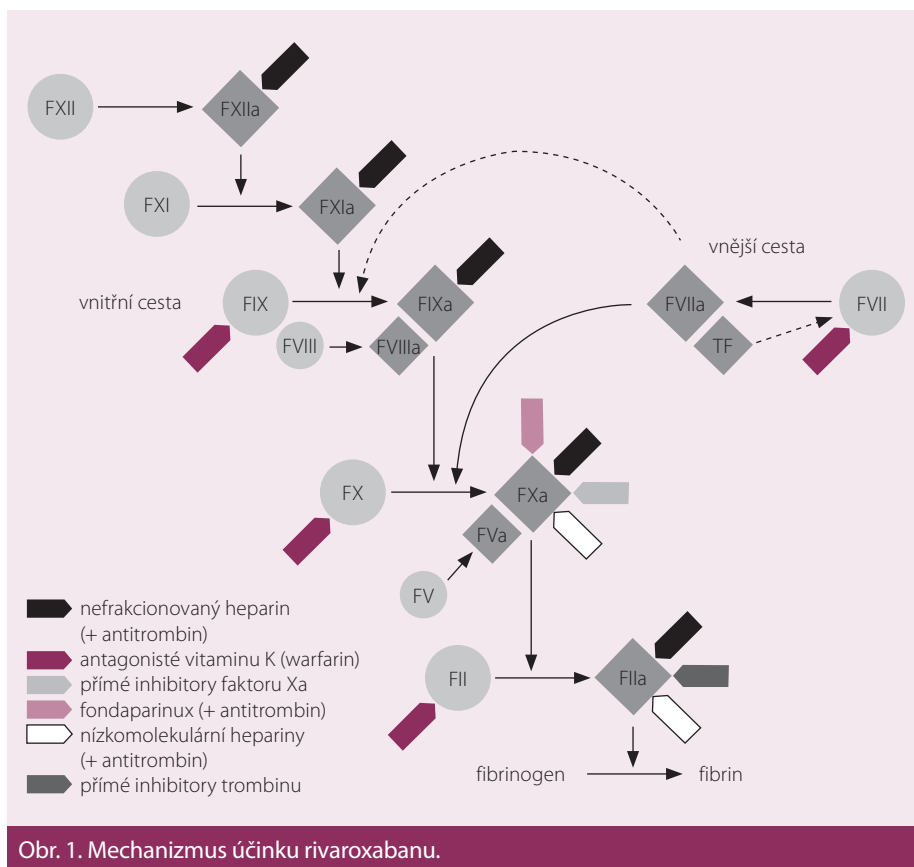 FXII
FXIIa
FXI
FXIa
vnější cesta
vnitřní cesta
FIX
FIXa
FVIIa
FVII
FVIII
FVIIIa
TF
FX
FXa
FVa
FV
nefrakcionovaný heparin
(+ antitrombin)
antagonisté vitaminu K (warfarin)
přímé inhibitory faktoru Xa
fondaparinux (+ antitrombin)
nízkomolekulární hepariny
(+ antitrombin)
přímé inhibitory trombinu
FII
FIIa
fibrinogen
fibrin
Obr. 1. Mechanizmus účinku rivaroxabanu.